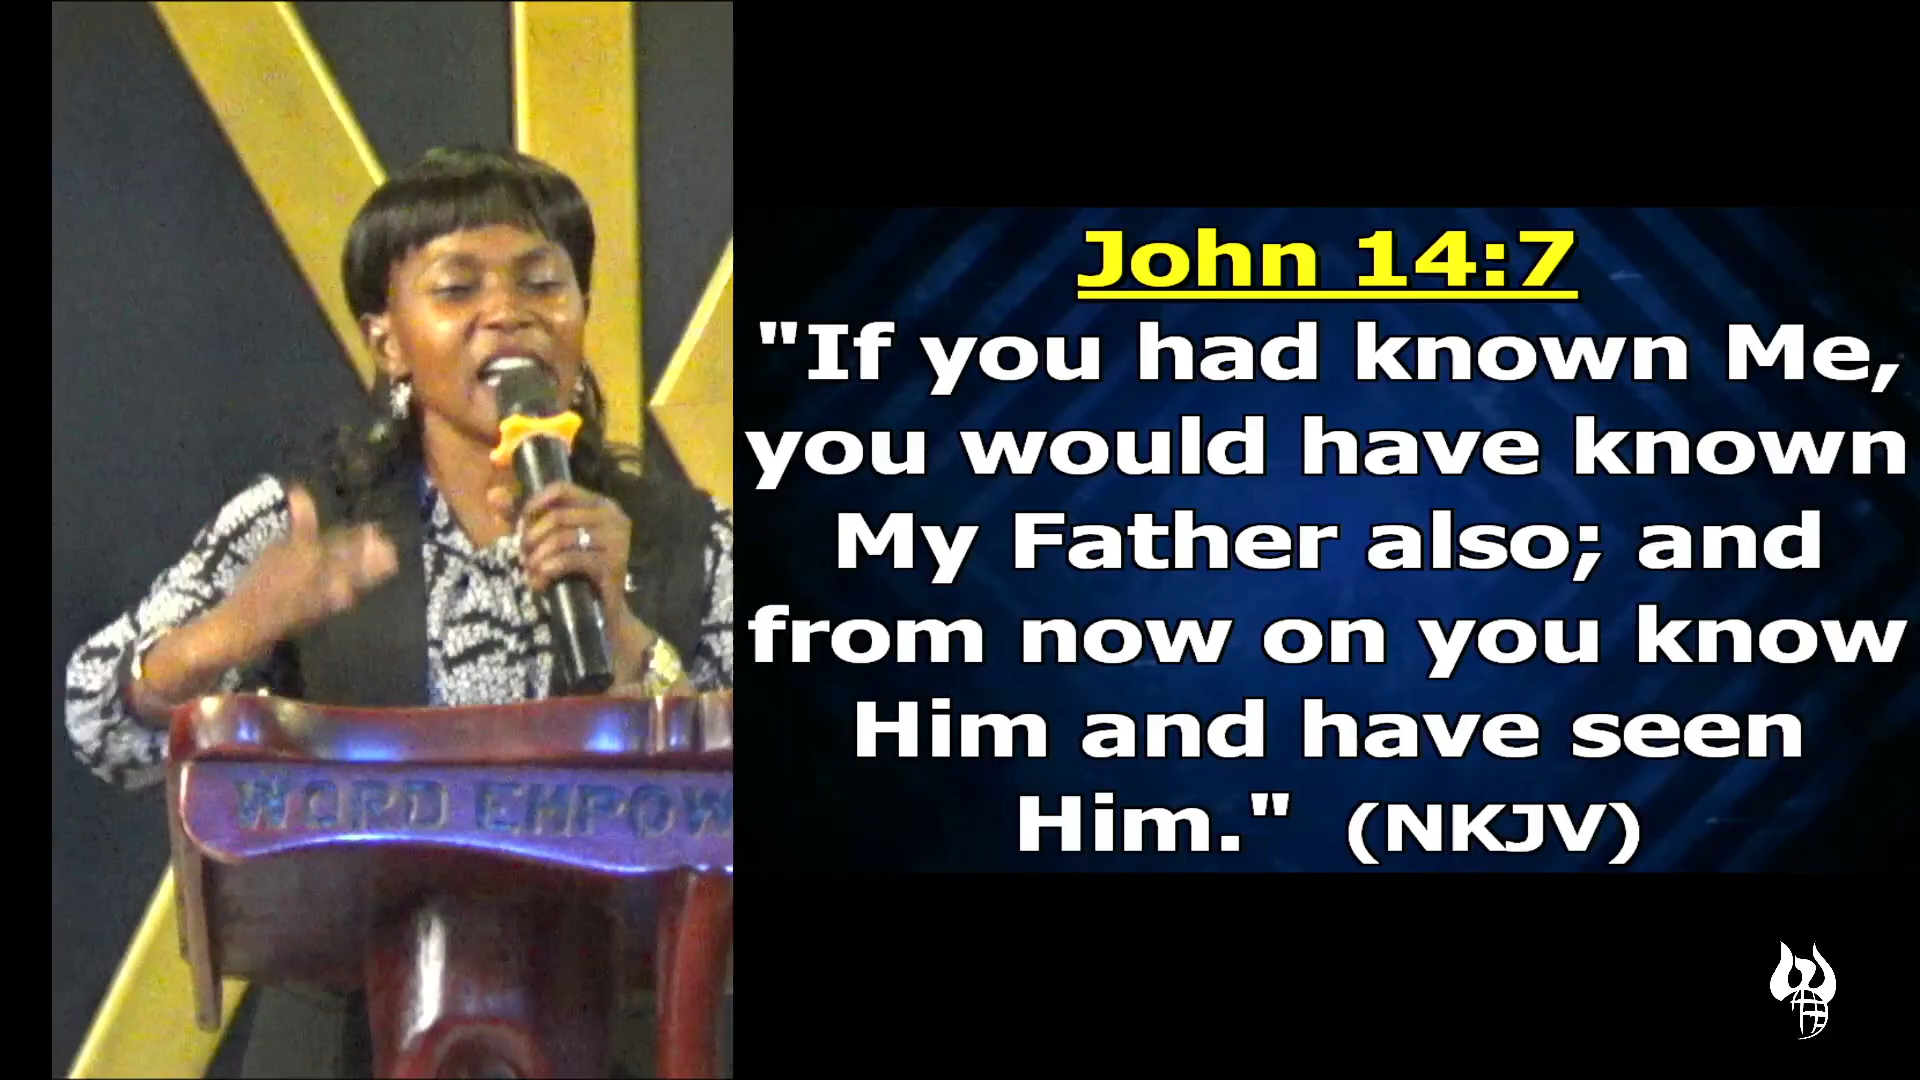 John 14:7
"If you had known Me,
you would have known
My Father also; and
from now on you know
Him and have seen
Him." (NKJV)
WORD EMPOW